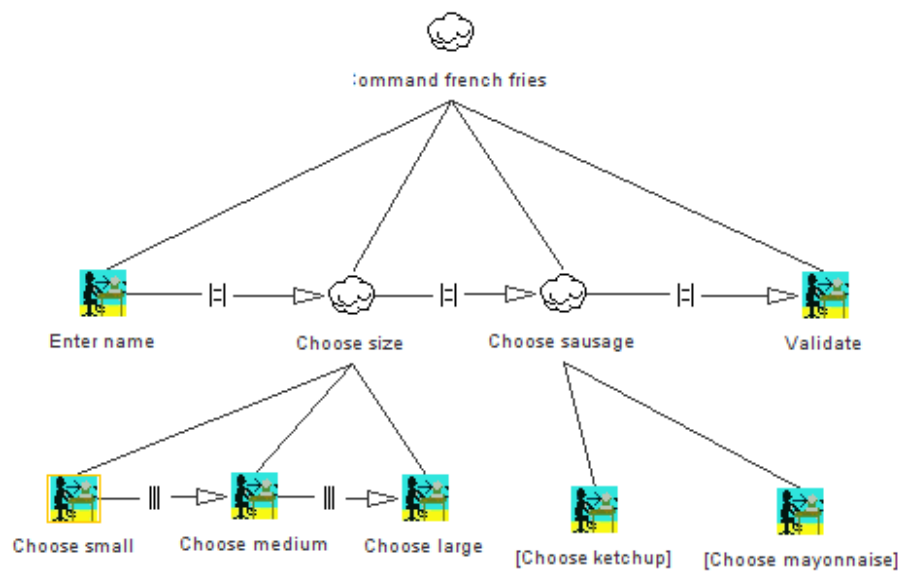 :ommand french fries
Enter name
Choose size
Choose sausage
Validate
Choose small
Choose medium
Choose large
[Choose ketchup]
[Choose mayonnaise]